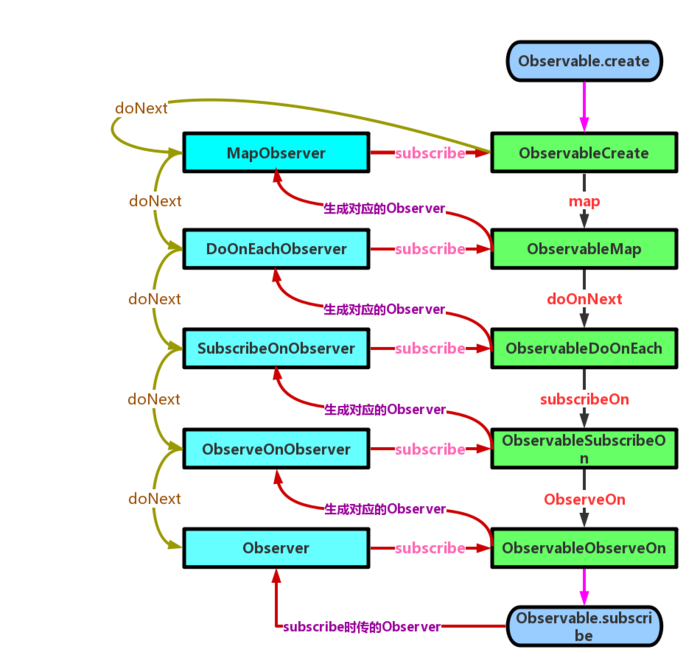 Observable.create
doNext
MapObserver
subscribe
ObservableCreate
doNext
map
生成对应的Observer
DoOnEachObserver
subscribe
ObservableMap
doNext
doOnNext
生成对应的Observer
SubscribeOnObserver
subscribe
ObservableDoOnEach
doNext
subscribeOn
生成对应的Observer
ObserveOnObserver
subscribe
ObservableSubscribeO
n
doNext
ObserveOn
生成对应的Observer
Observer
subscribe
ObservableObserveOn
subscribe时传的Observer
Observable.subscri
be